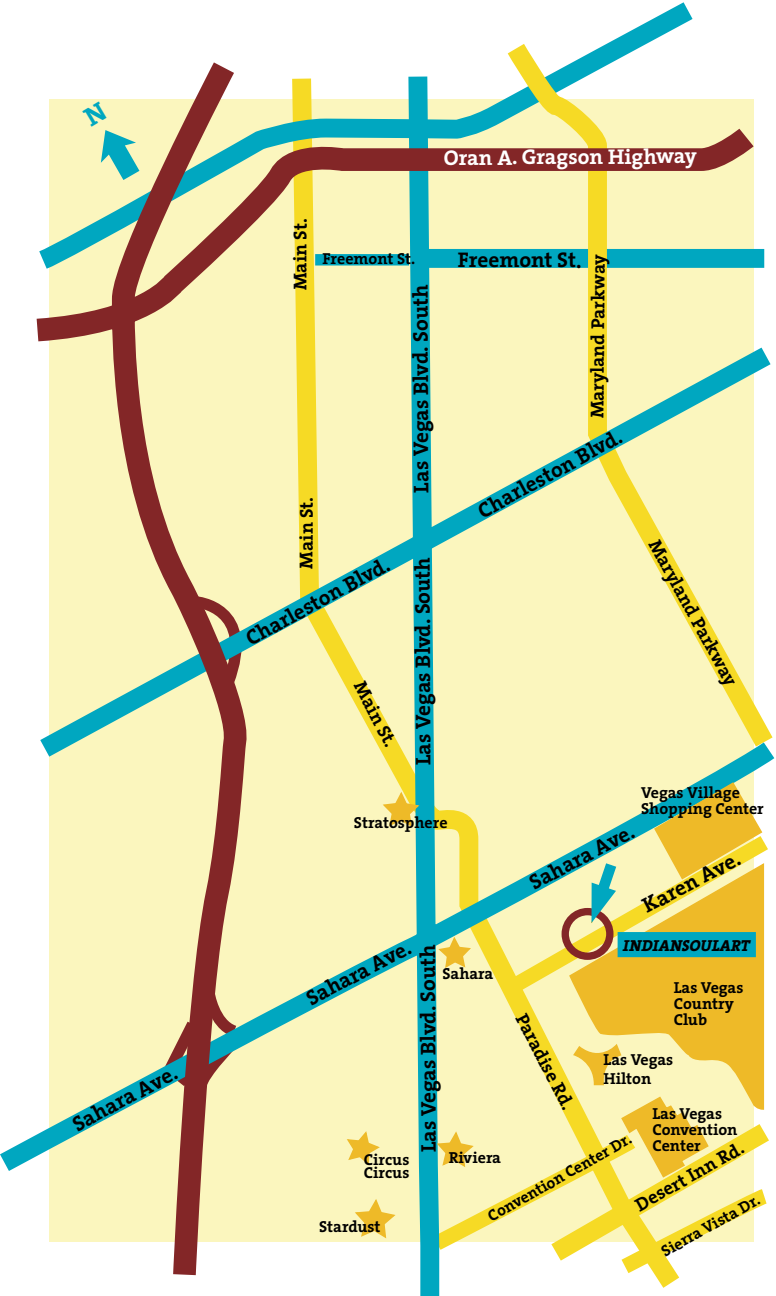 N
Oran A. Gragson Highway
Main St.
Freemont St.
Freemont St.
Las Vegas Blvd. South
Maryland Parkway
Charleston Blvd.
Main St.
Charleston Blvd.
Las Vegas Blvd. South
Maryland Parkway
Main St.
Stratosphere
Vegas Village
Shopping Center
Sahara Ave.
Karen Ave.
INDIANSOULART
Sahara Ave.
Sahara
Las Vegas Blvd. South
Las Vegas
Country
Club
Paradise Rd.
Las Vegas
Hilton
Sahara Ave.
Las Vegas
Convention
Center
Circus
Circus
Riviera
Convention Center Dr.
Desert Inn Rd.
Stardust
Sierra Vista Dr.